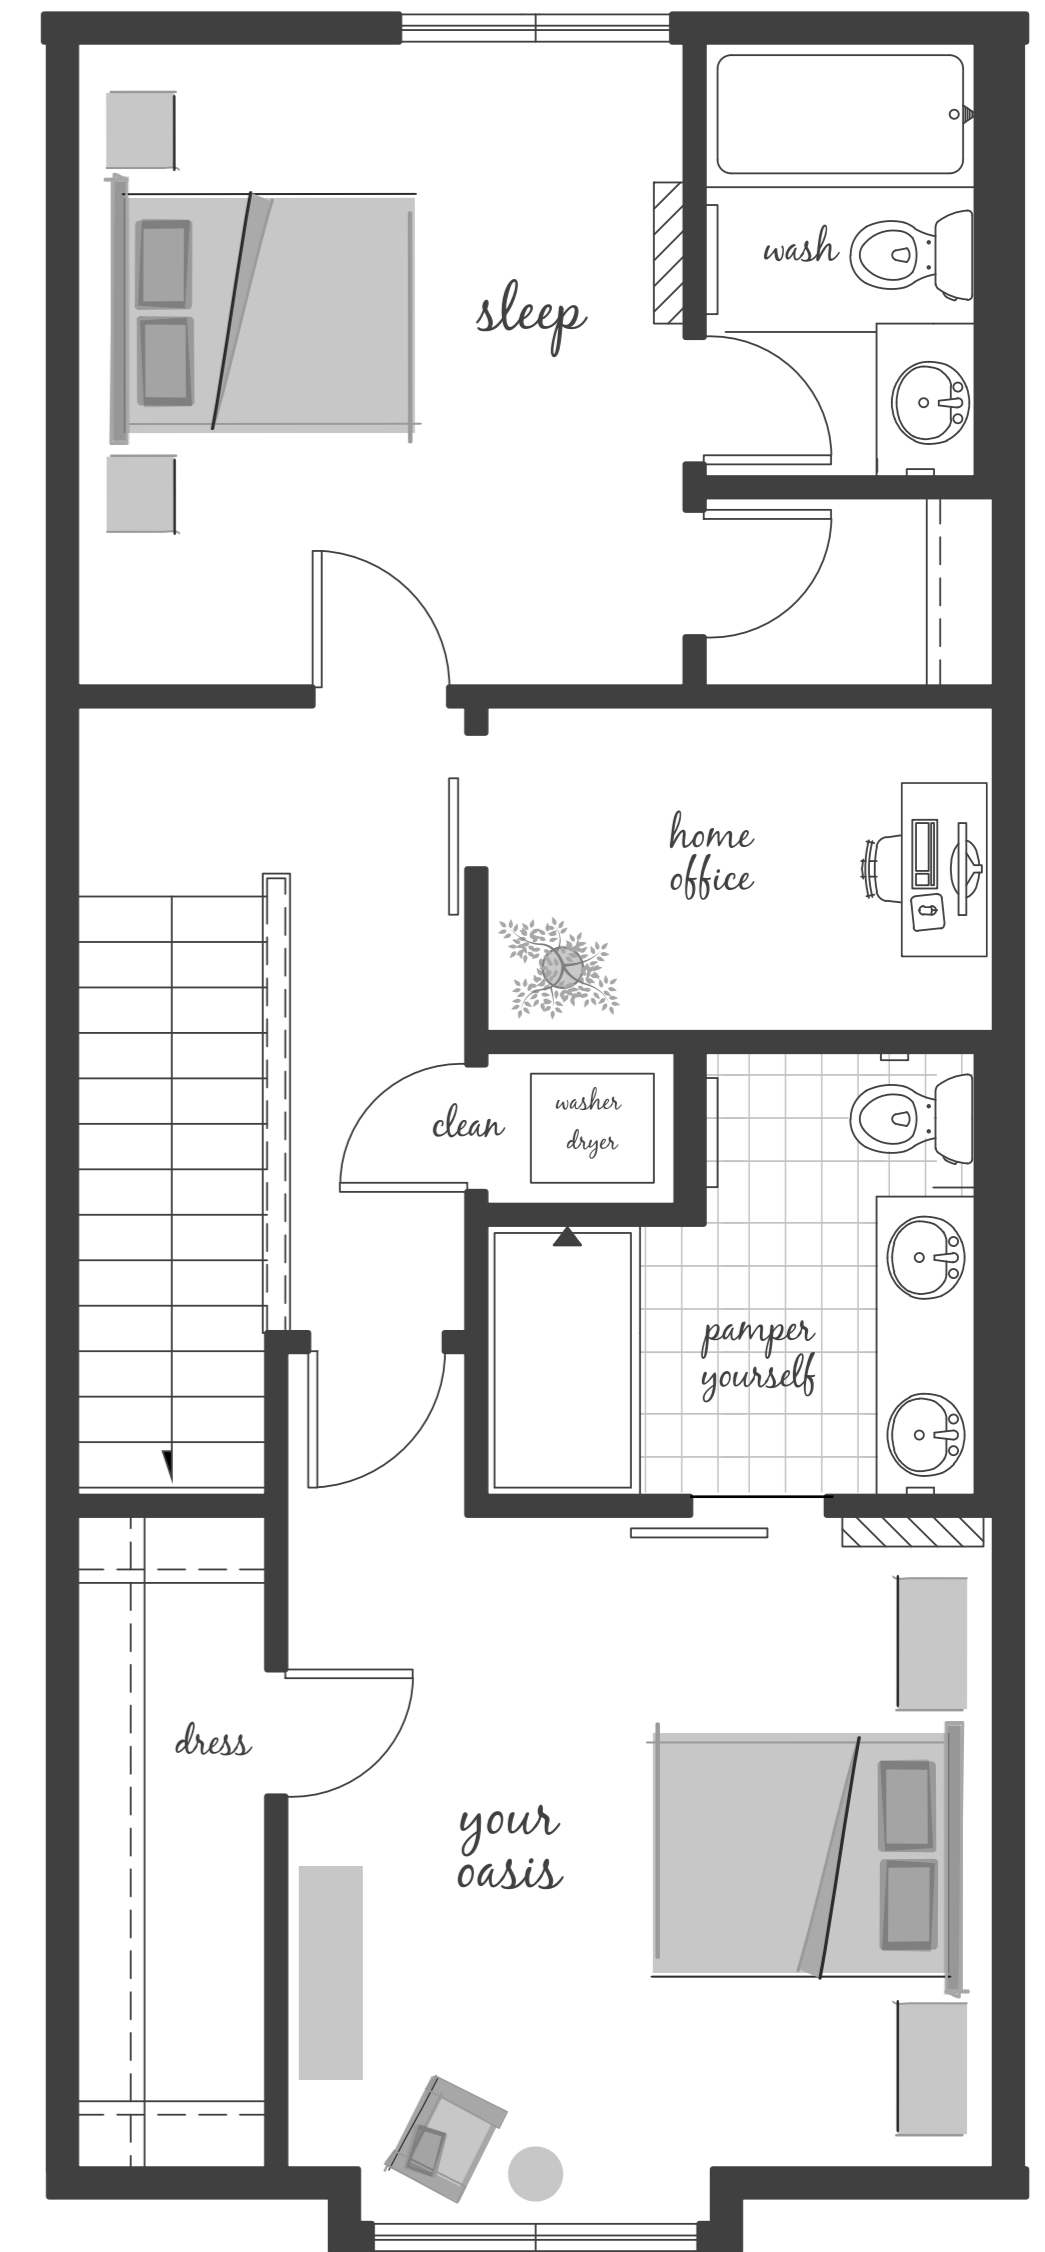 wash
sleep
home
office
washer
dryer
clean
pamper
yourself
dress
your
oasis